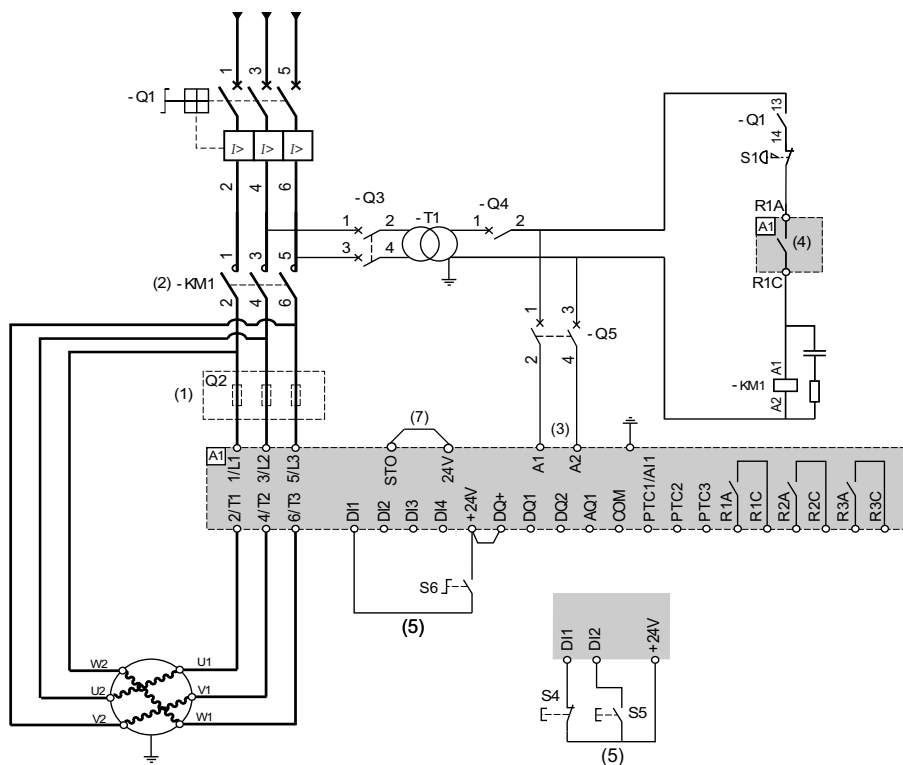 1 3 5
-Q1
I> I> I>
2 4 6
13
-Q1
14
S1
-Q3
1 2
3 4
-T1
-Q4
1 2
R1A
A1 (4)
R1C
(2) -KM1
1 3 5
2 4 6
1 3
-Q5
2 4
A1
-KM1
A2
(1) Q2
(7)
(3)
A1 1/L1 3/L2 5/L3 STO 24V A1 A2
2/T1 4/T2 6/T3 DI1 DI2 DI3 DI4 +24V DQ+ DQ1 DQ2 AQ1 COM PTC1/AI1 PTC2 PTC3 R1A R1C R2A R2C R3A R3C
S6
(5)
DI1 DI2 +24V
S4 S5
(5)
W2 U1
U2 V1
V2 W1